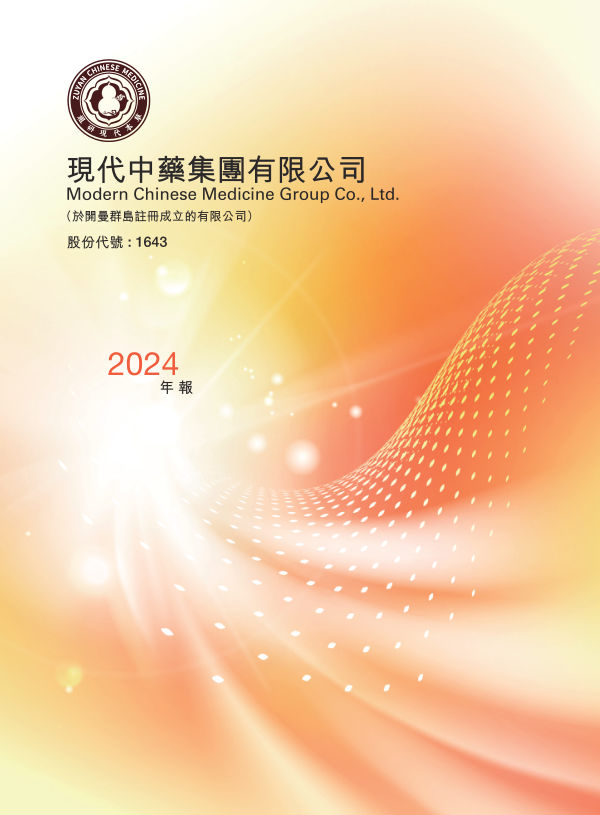 ZUYAN CHINESE MEDICINE
現代中藥集團有限公司
Modern Chinese Medicine Group Co., Ltd.
（於開曼群島註冊成立的有限公司）
股份代號：1643
2024
年報